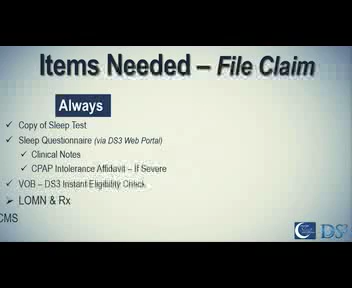 Items Needed – File Claim
Always
✓ Copy of Sleep Test
✓ Sleep Questionnaire (via DS3 Web Portal)
✓ Clinical Notes
✓ CPAP Intolerance Affidavit – If Severe
✓ VOB – DS3 Instant Eligibility Check
➢ LOMN & Rx
CMS
DS3